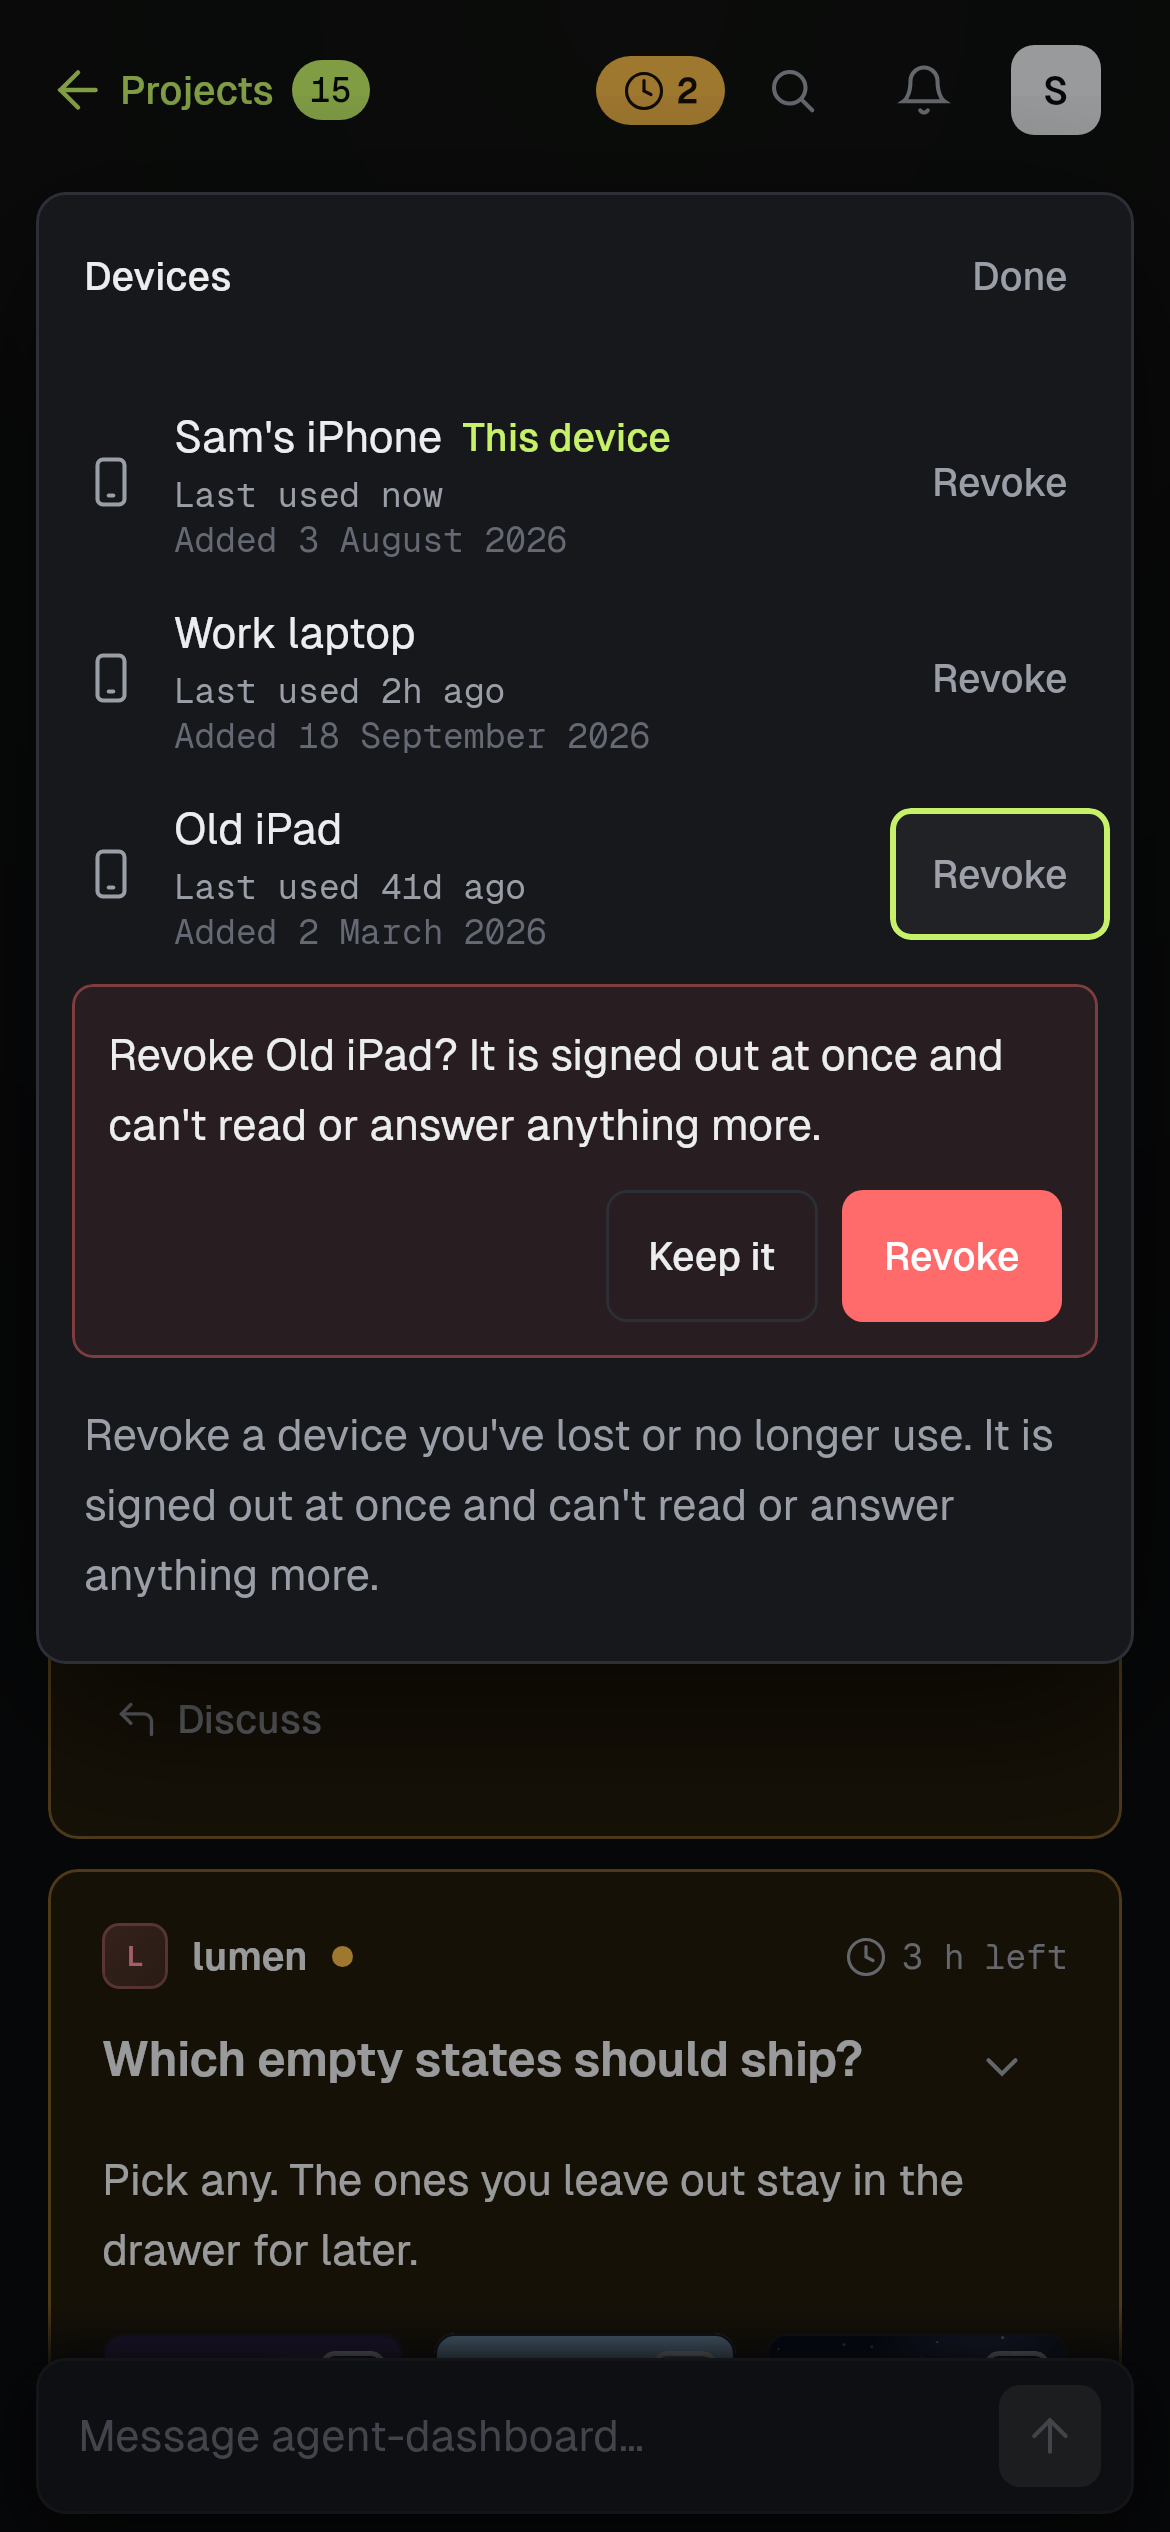 Projects 15
2
S
Devices
Done
Sam's iPhone This device
Last used now
Added 3 August 2026
Revoke
Work laptop
Last used 2h ago
Added 18 September 2026
Revoke
Old iPad
Last used 41d ago
Added 2 March 2026
Revoke
Revoke Old iPad? It is signed out at once and
can't read or answer anything more.
Keep it
Revoke
Revoke a device you've lost or no longer use. It is
signed out at once and can't read or answer
anything more.
Discuss
L
lumen
3 h left
Which empty states should ship?
Pick any. The ones you leave out stay in the
drawer for later.
Message agent-dashboard…